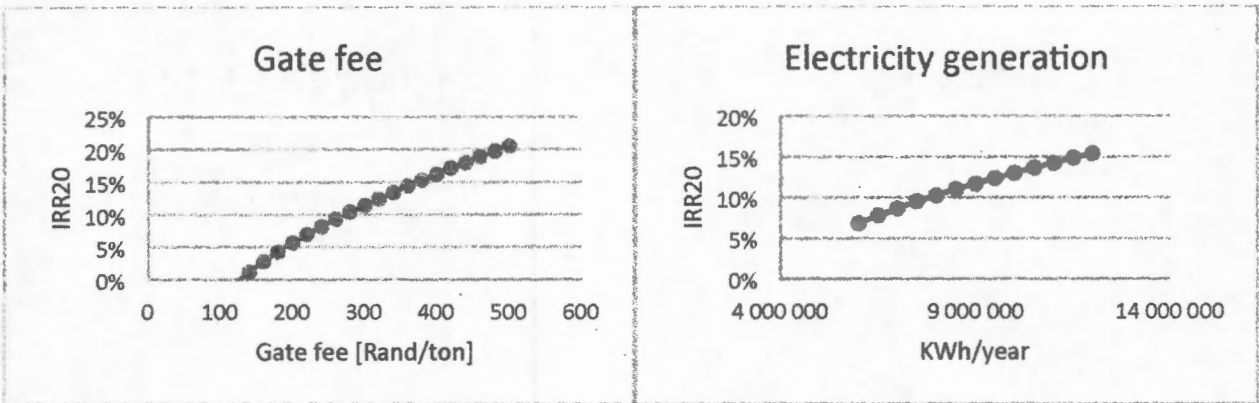 Gate fee
25%
20%
15%
10%
5%
0%
IRR20
0 100 200 300 400 500 600
Gate fee [Rand/ton]
Electricity generation
20%
15%
10%
5%
0%
IRR20
4 000 000 9 000 000 14 000 000
KWh/year